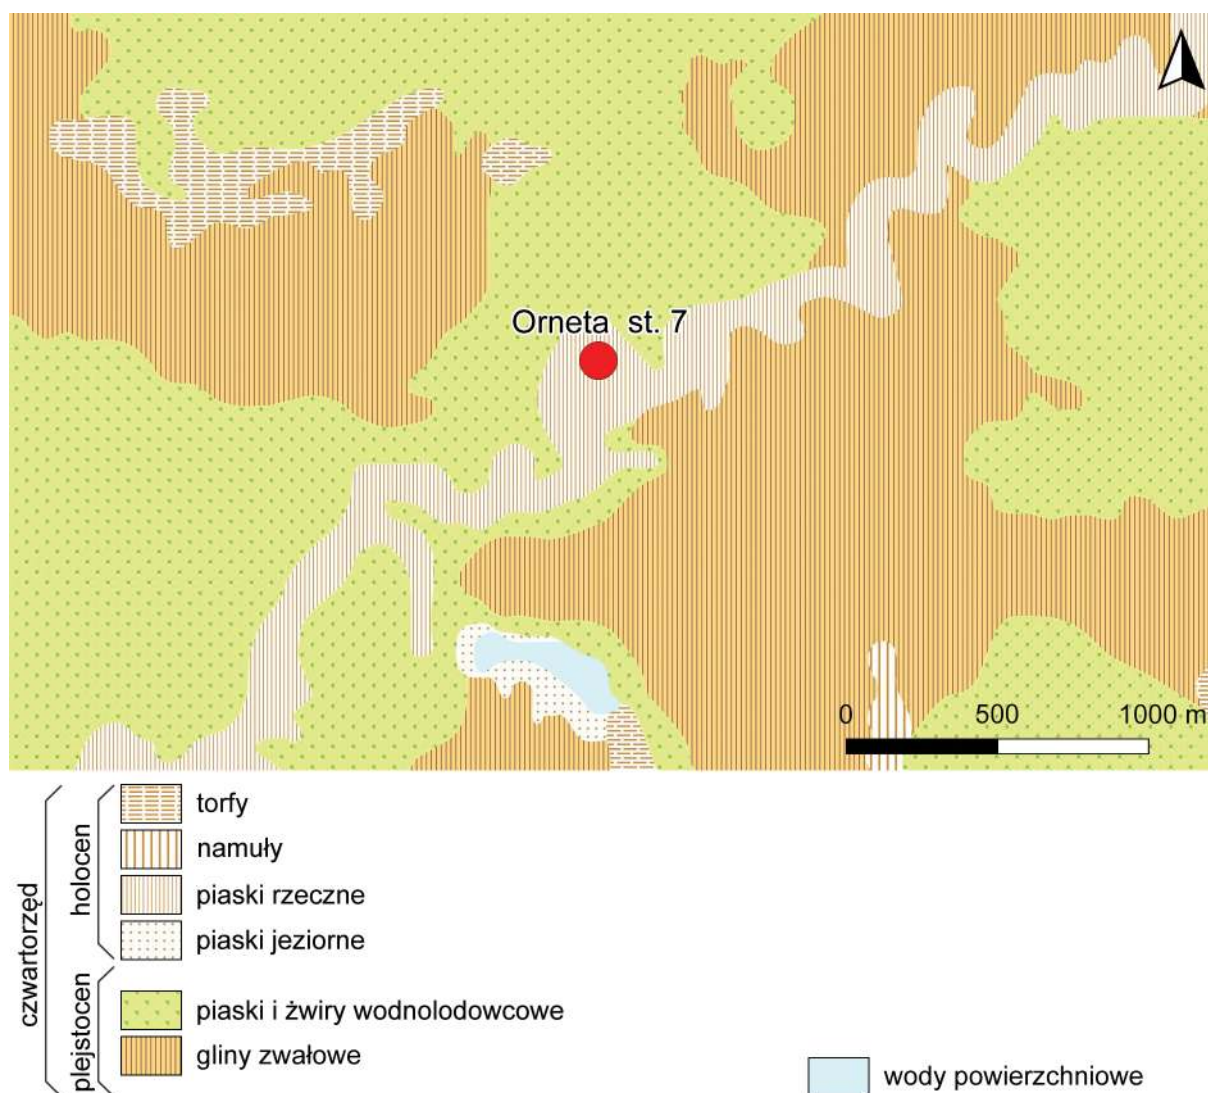 Orneta st. 7
0 500 1000 m
czwartorzęd
holocen
torfy
namuły
piaski rzeczne
piaski jeziorne
plejstocen
piaski i żwiry wodnolodowcowe
gliny zwałowe
wody powierzchniowe